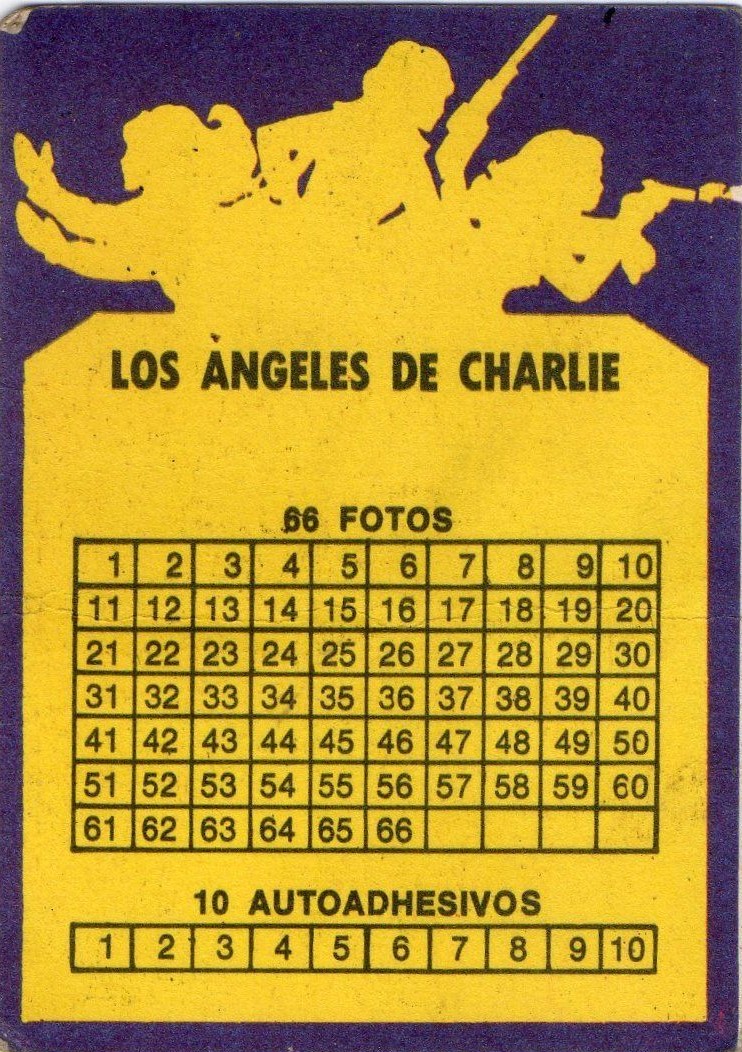 LOS ANGELES DE CHARLIE
66 FOTOS
1 2 3 4 5 6 7 8 9 10
11 12 13 14 15 16 17 18 19 20
21 22 23 24 25 26 27 28 29 30
31 32 33 34 35 36 37 38 39 40
41 42 43 44 45 46 47 48 49 50
51 52 53 54 55 56 57 58 59 60
61 62 63 64 65 66
10 AUTOADHESIVOS
1 2 3 4 5 6 7 8 9 10